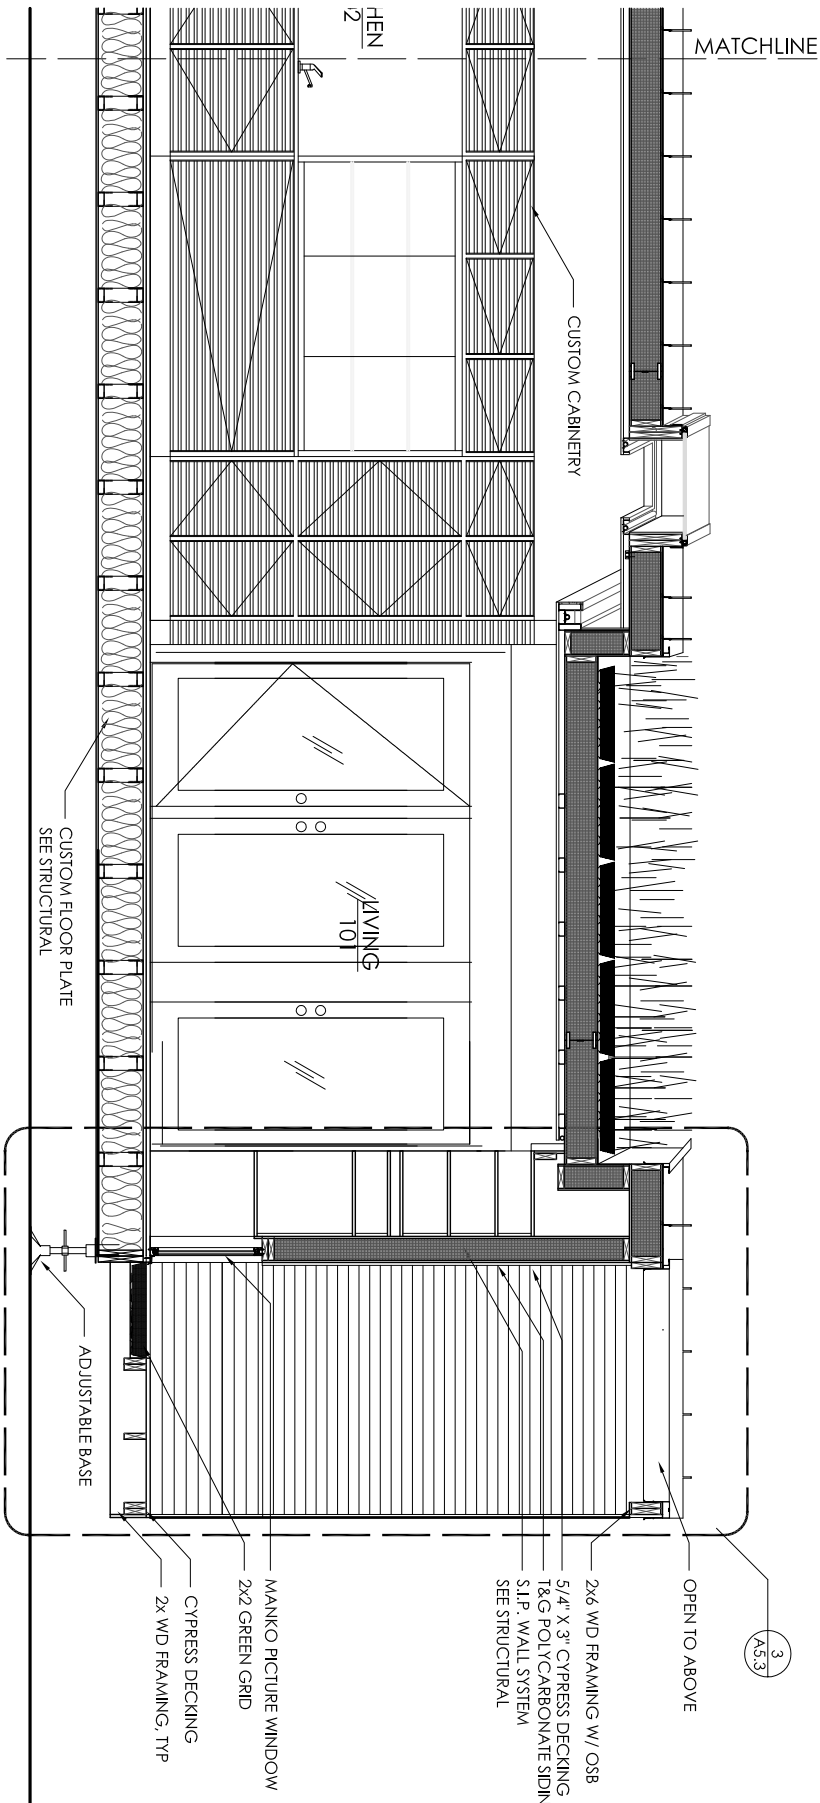 MATCHLINE
HEN
2
CUSTOM CABINETRY
LIVING
101
CUSTOM FLOOR PLATE
SEE STRUCTURAL
ADJUSTABLE BASE
3
A5.3
OPEN TO ABOVE
2x6 WD FRAMING W/ OSB
5/4" X 3" CYPRESS DECKING
T&G POLYCARBONATE SIDIN
S.I.P. WALL SYSTEM
SEE STRUCTURAL
MANKO PICTURE WINDOW
2x2 GREEN GRID
CYPRESS DECKING
2x WD FRAMING, TYP